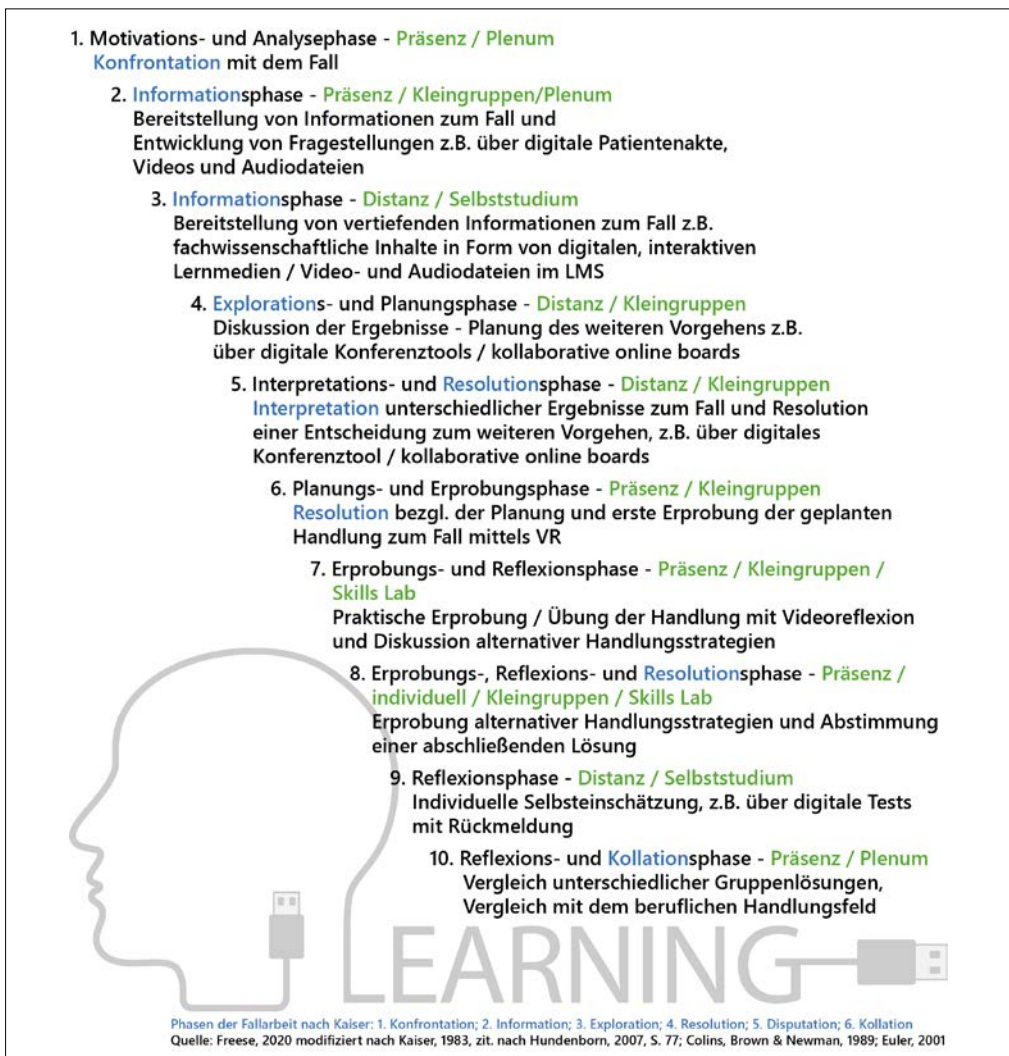 1. Motivations- und Analysephase - Präsenz / Plenum
Konfrontation mit dem Fall
2. Informationsphase - Präsenz / Kleingruppen/Plenum
Bereitstellung von Informationen zum Fall und
Entwicklung von Fragestellungen z.B. über digitale Patientenakte,
Videos und Audiodateien
3. Informationsphase - Distanz / Selbststudium
Bereitstellung von vertiefenden Informationen zum Fall z.B.
fachwissenschaftliche Inhalte in Form von digitalen, interaktiven
Lernmedien / Video- und Audiodateien im LMS
4. Explorations- und Planungsphase - Distanz / Kleingruppen
Diskussion der Ergebnisse - Planung des weiteren Vorgehens z.B.
über digitale Konferenztools / kollaborative online boards
5. Interpretations- und Resolutionsphase - Distanz / Kleingruppen
Interpretation unterschiedlicher Ergebnisse zum Fall und Resolution
einer Entscheidung zum weiteren Vorgehen, z.B. über digitales
Konferenztool / kollaborative online boards
6. Planungs- und Erprobungsphase - Präsenz / Kleingruppen
Resolution bezgl. der Planung und erste Erprobung der geplanten
Handlung zum Fall mittels VR
7. Erprobungs- und Reflexionsphase - Präsenz / Kleingruppen /
Skills Lab
Praktische Erprobung / Übung der Handlung mit Videoreflexion
und Diskussion alternativer Handlungsstrategien
8. Erprobungs-, Reflexions- und Resolutionsphase - Präsenz /
individuell / Kleingruppen / Skills Lab
Erprobung alternativer Handlungsstrategien und Abstimmung
einer abschließenden Lösung
9. Reflexionsphase - Distanz / Selbststudium
Individuelle Selbsteinschätzung, z.B. über digitale Tests
mit Rückmeldung
10. Reflexions- und Kollationsphase - Präsenz / Plenum
Vergleich unterschiedlicher Gruppenlösungen,
Vergleich mit dem beruflichen Handlungsfeld
LEARNING
Phasen der Fallarbeit nach Kaiser: 1. Konfrontation; 2. Information; 3. Exploration; 4. Resolution; 5. Disputation; 6. Kollation
Quelle: Freese, 2020 modifiziert nach Kaiser, 1983, zit. nach Hundenborn, 2007, S. 77; Colins, Brown & Newman, 1989; Euler, 2001